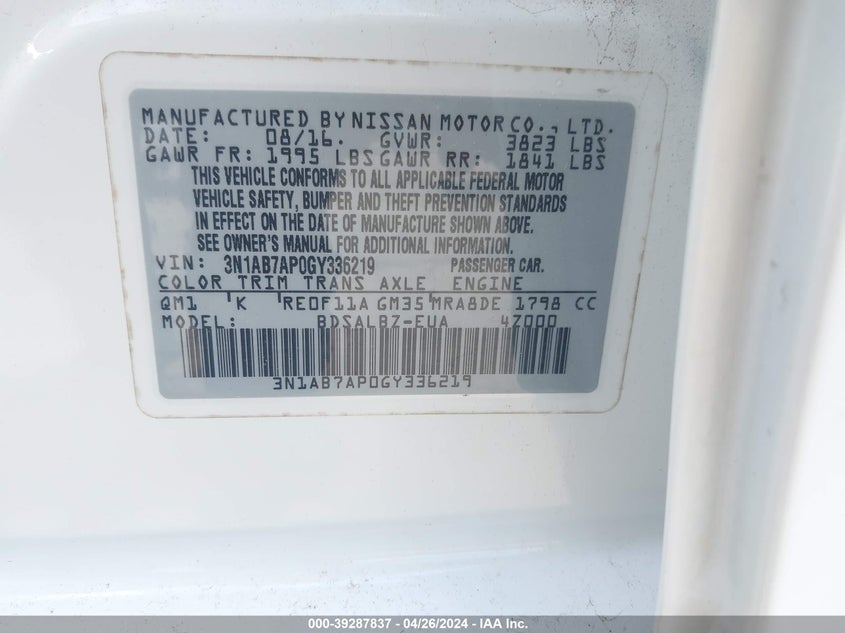 MANUFACTURED BY NISSAN MOTOR CO., LTD.
DATE: 08/16. GVWR: 3823 LBS
GAWR FR: 1995 LBS GAWR RR: 1841 LBS
THIS VEHICLE CONFORMS TO ALL APPLICABLE FEDERAL MOTOR
VEHICLE SAFETY, BUMPER AND THEFT PREVENTION STANDARDS
IN EFFECT ON THE DATE OF MANUFACTURE SHOWN ABOVE.
SEE OWNER'S MANUAL FOR ADDITIONAL INFORMATION.
VIN: 3N1AB7AP0GY336219 PASSENGER CAR.
COLOR TRIM TRANS AXLE ENGINE
QM1 'K RE0F11A GM35 MRA8DE 1798 CC
MODEL: BDSALBZ-EUA 4Z000
3N1AB7AP0GY336219
000-39287837 - 04/26/2024 - IAA Inc.